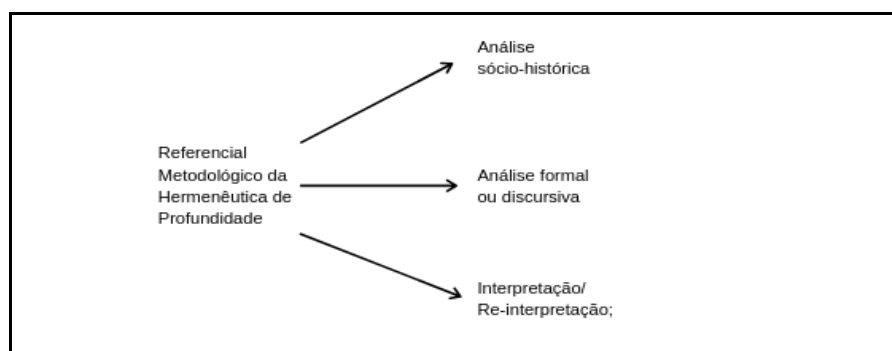 Análise
sócio-histórica
Referencial
Metodológico da
Hermenêutica de
Profundidade
Análise formal
ou discursiva
Interpretação/
Re-interpretação;